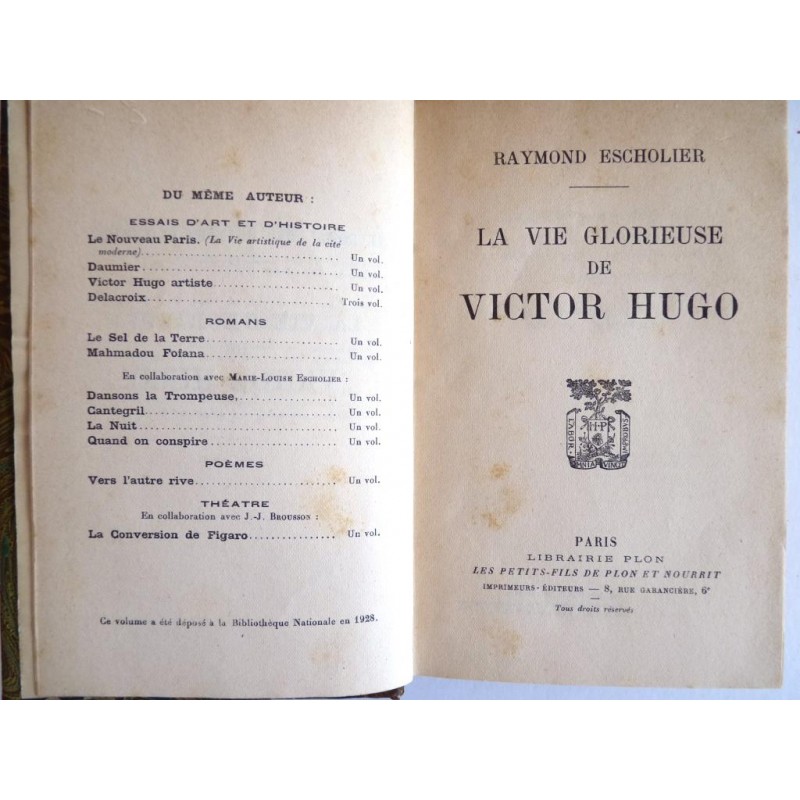 DU MÊME AUTEUR :
ESSAIS D'ART ET D'HISTOIRE
Le Nouveau Paris. (La Vie artistique de la cité
moderne)........................................ Un vol.
Daumier........................................ Un vol.
Victor Hugo artiste........................... Un vol.
Delacroix........................................ Trois vol.
ROMANS
Le Sel de la Terre.............................. Un vol.
Mahmadou Fofana............................ Un vol.
En collaboration avec MARIE-LOUISE ESCHOLIER :
Dansons la Trompeuse,..................... Un vol.
Cantegril........................................ Un vol.
La Nuit........................................ Un vol.
Quand on conspire........................... Un vol.
POÈMES
Vers l'autre rive.............................. Un vol.
THÉATRE
En collaboration avec J.-J. BROUSSON :
La Conversion de Figaro.................. Un vol.
Ce volume a été déposé à la Bibliothèque Nationale en 1928.
RAYMOND ESCHOLIER
LA VIE GLORIEUSE
DE
VICTOR HUGO
LABOR
H·P
OMNIA VINCIT
IMPROBUS
PARIS
LIBRAIRIE PLON
LES PETITS-FILS DE PLON ET NOURRIT
IMPRIMEURS-ÉDITEURS — 8, RUE GARANCIÈRE, 6e
Tous droits réservés